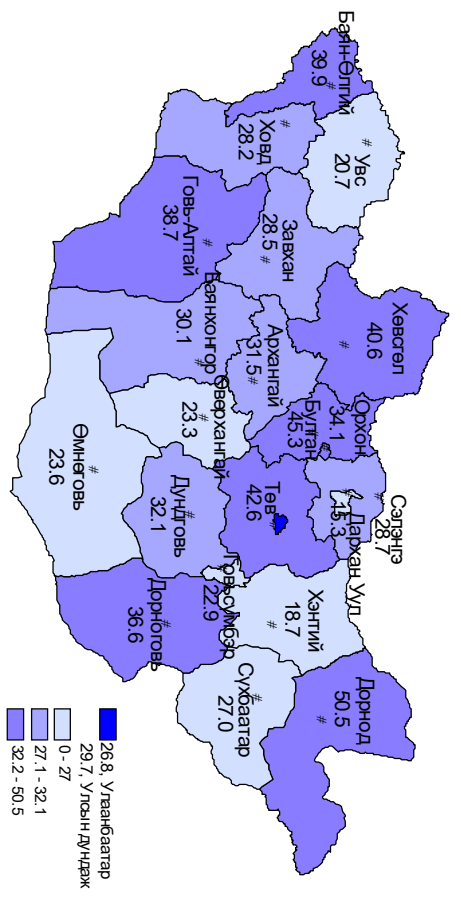 Баян-Өлгий
39.9
Увс
20.7
Ховд
28.2
Говь-Алтай
38.7
Завхан
28.5
Хөвсгөл
40.6
Баянхонгор
30.1
Архангай
31.5
Өверхангай
23.3
Орхон
34.1
Булган
45.3
Сэлэнгэ
28.7
Дархан Уул
15.3
Төв
42.6
Өмнөговь
23.6
Дундговь
32.1
Говьсүмбэр
22.9
Дорноговь
36.6
Хэнтий
18.7
Сүхбаатар
27.0
Дорнод
50.5
26.8, Улаанбаатар
29.7, Улсын дундаж
0 - 27
27.1 - 32.1
32.2 - 50.5